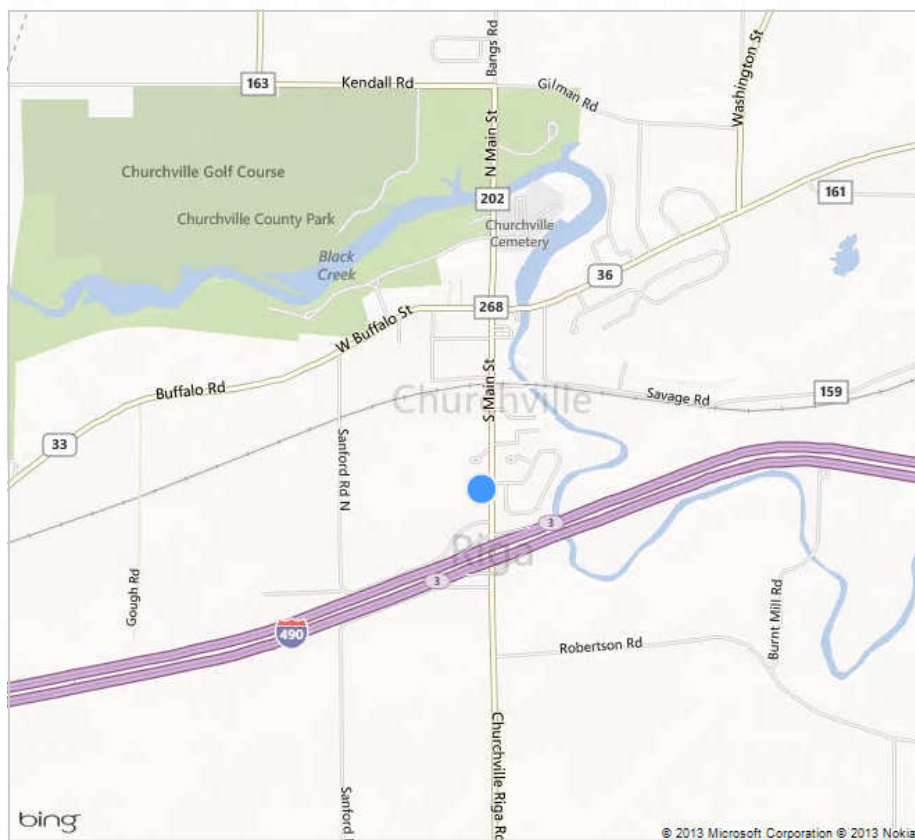 Bangs Rd
Washington St
163
Kendall Rd
Gilman Rd
N Main St
Churchville Golf Course
161
202
Churchville County Park
Churchville
Cemetery
Black
Creek
36
268
W Buffalo St
Buffalo Rd
S Main St
Savage Rd
159
Churchville
33
Sanford Rd N
3
Riga
3
Gough Rd
490
Burnt Mill Rd
Robertson Rd
Churchville Riga Rd
Sanford
bing
© 2013 Microsoft Corporation © 2013 Nokia